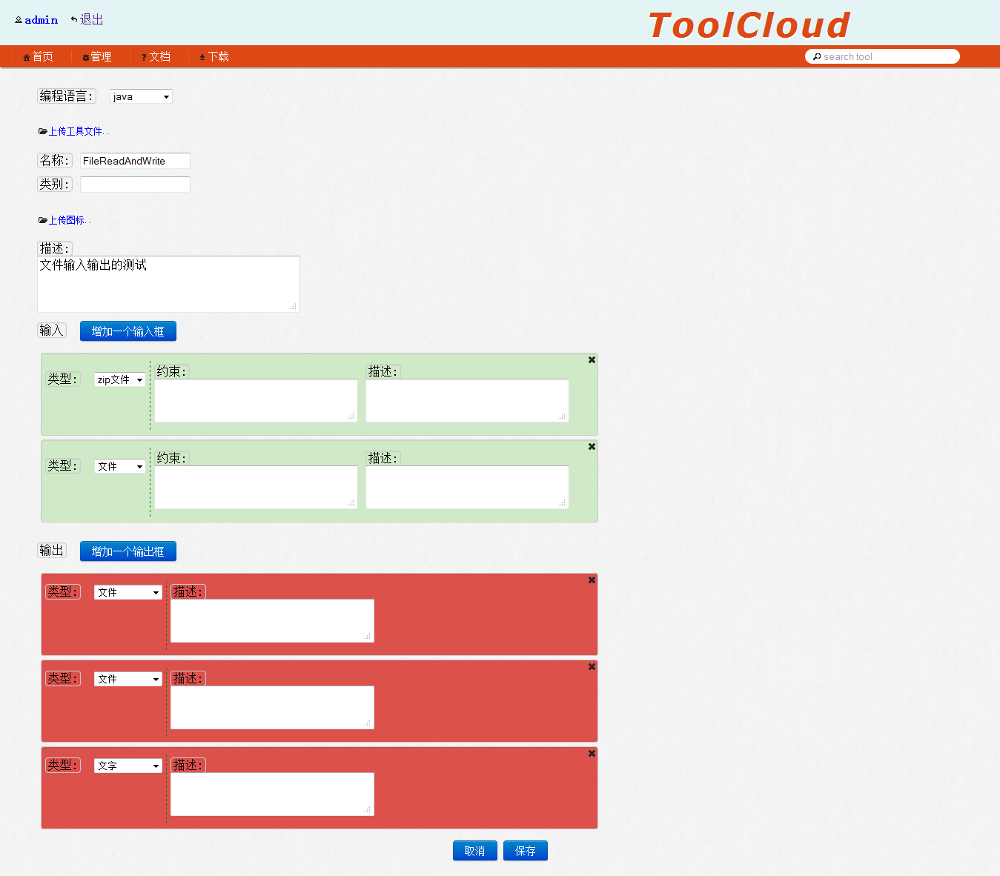 admin 退出
ToolCloud
首页 管理 文档 下载 search tool
编程语言: java
上传工具文件..
名称: FileReadAndWrite
类别:
上传图标..
描述:
文件输入输出的测试
输入 增加一个输入框
类型: zip文件 约束: 描述:
类型: 文件 约束: 描述:
输出 增加一个输出框
类型: 文件 描述:
类型: 文件 描述:
类型: 文字 描述:
取消 保存